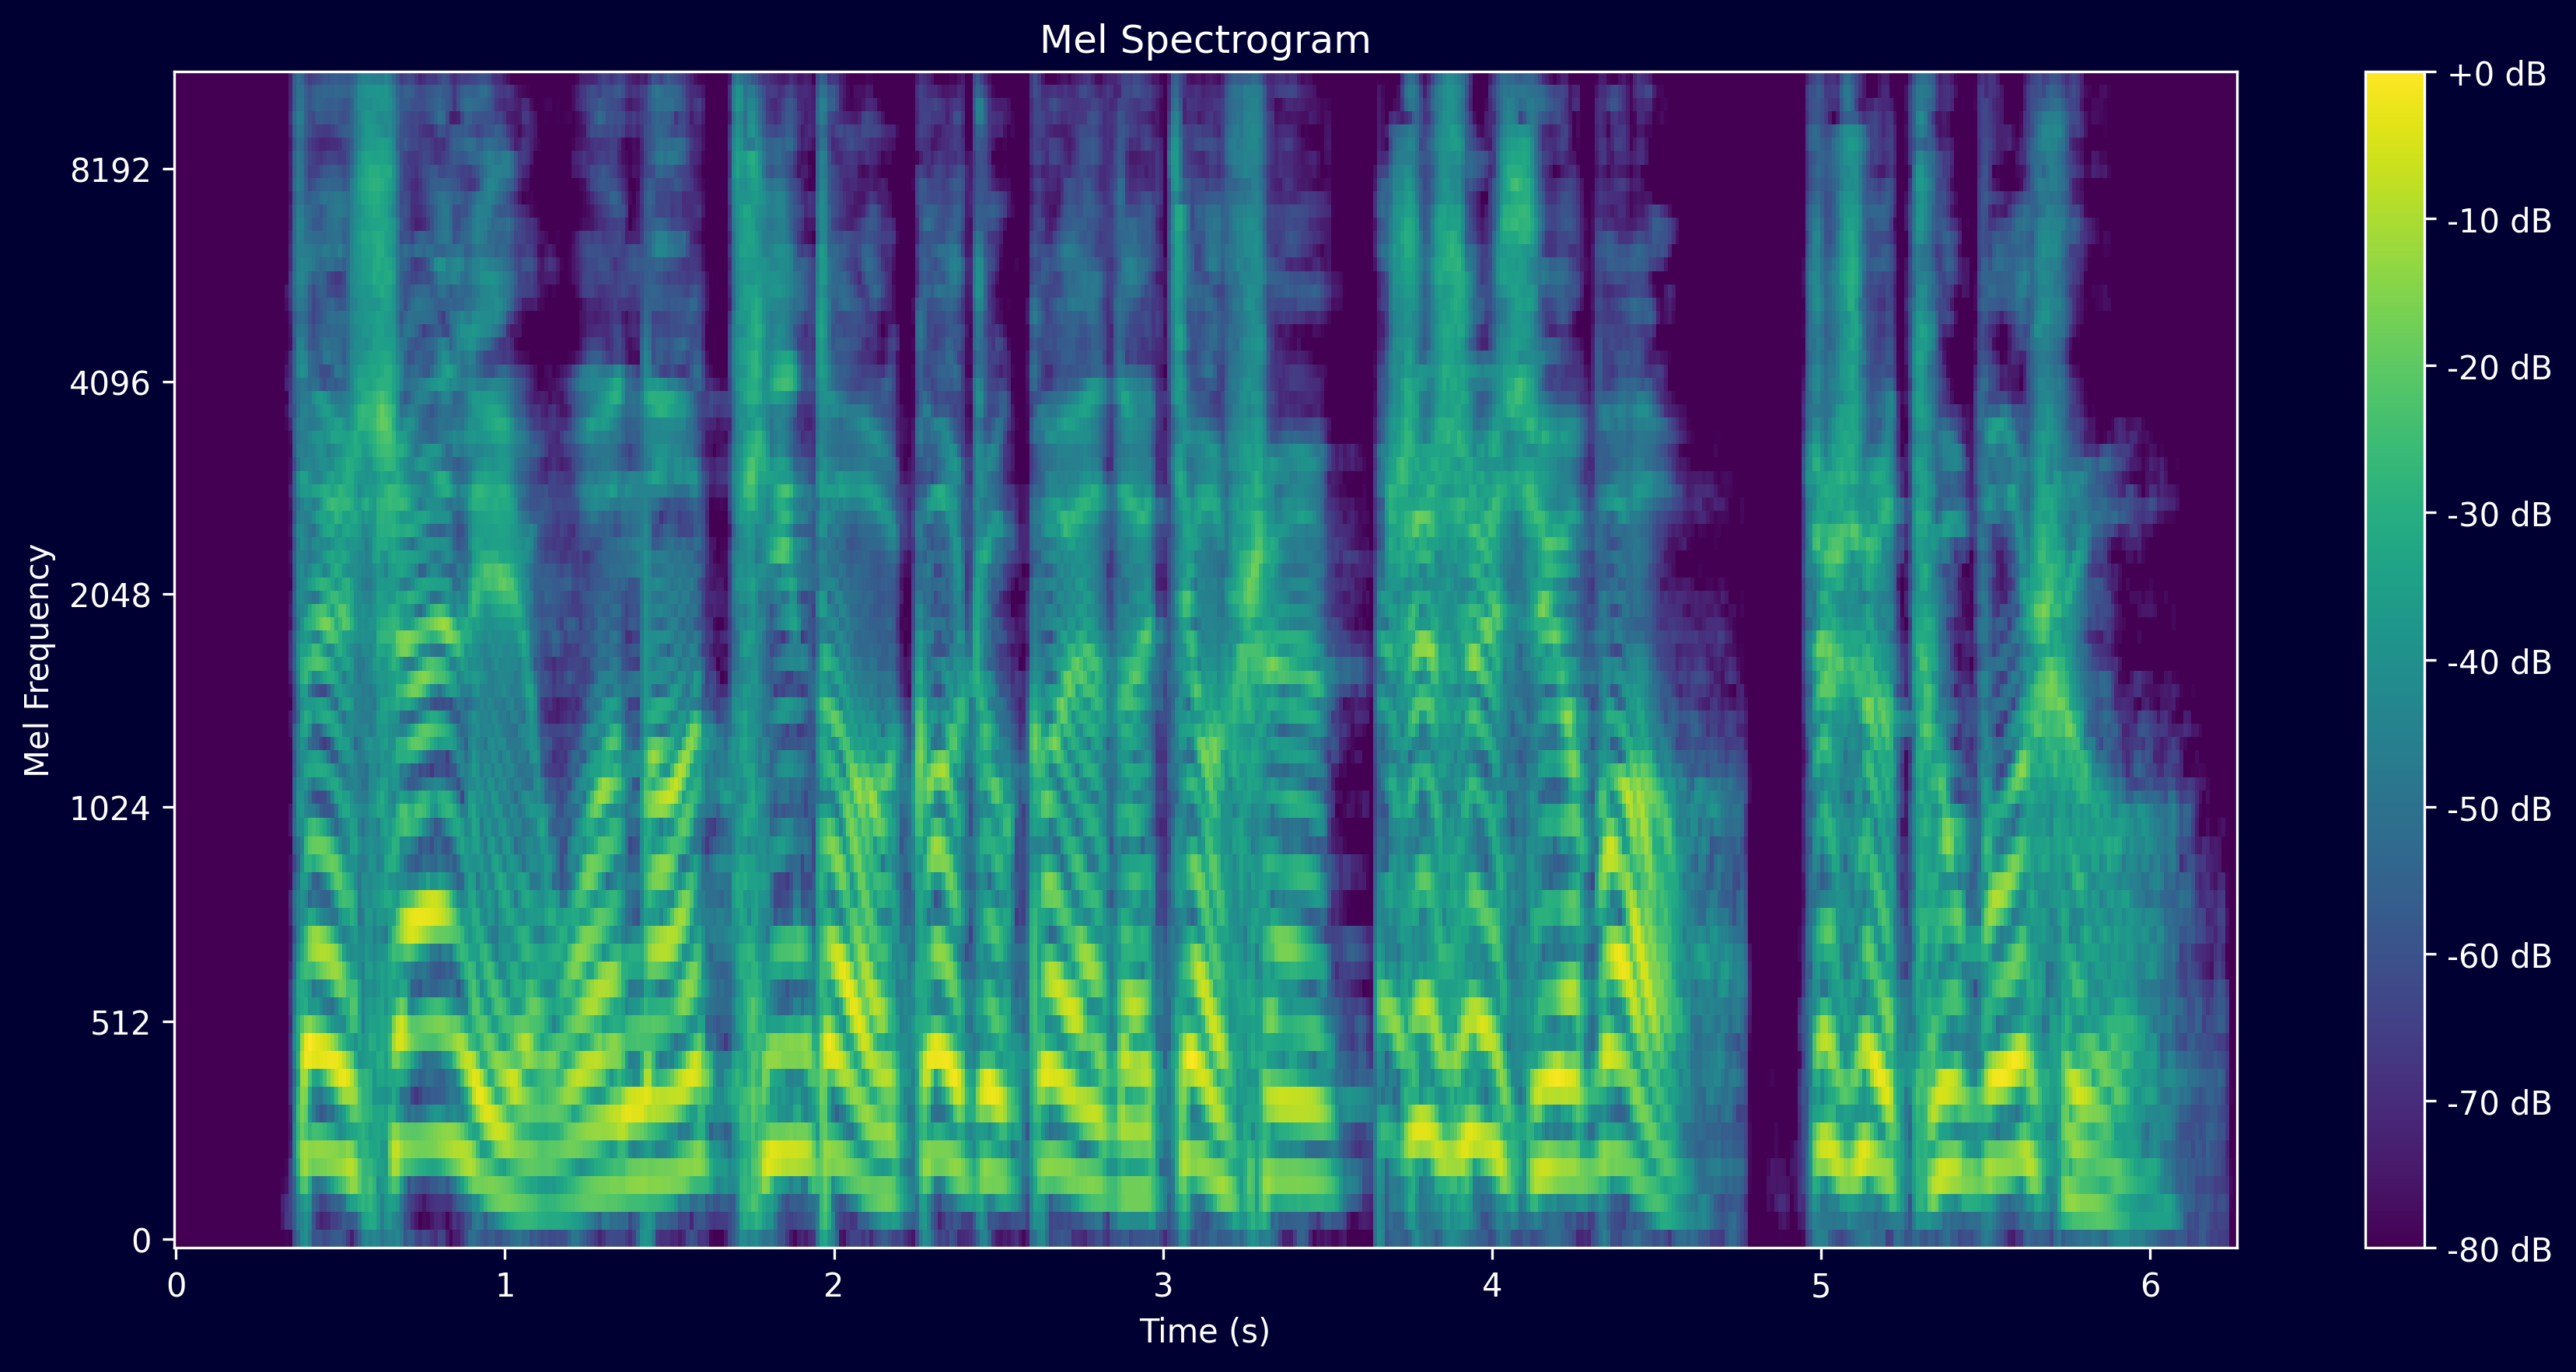 Mel Spectrogram
+0 dB
8192
-10 dB
4096
-20 dB
-30 dB
Mel Frequency
2048
-40 dB
1024
-50 dB
512
-60 dB
-70 dB
0
-80 dB
0 1 2 3 4 5 6
Time (s)